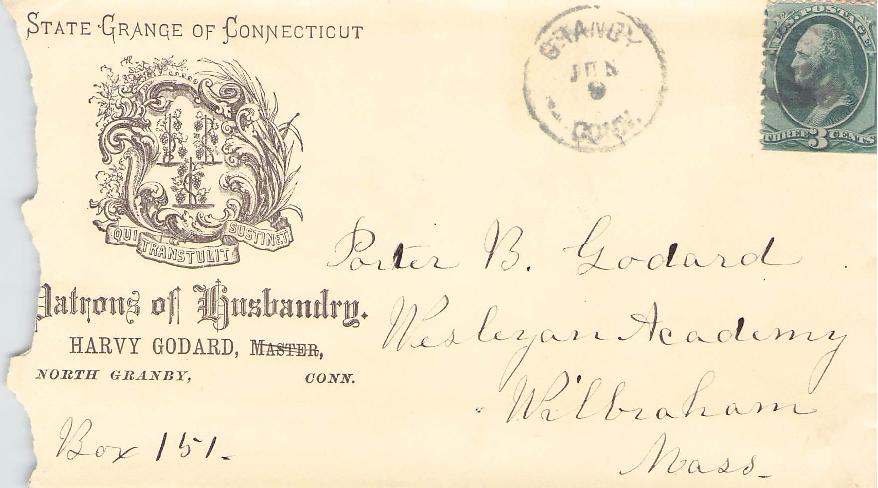 STATE GRANGE OF CONNECTICUT
GRANBY
JUN
9
CONN.
U.S. POSTAGE
THREE 3 CENTS
QUI TRANSTULIT SUSTINET
Patrons of Husbandry.
HARVY GODARD, MASTER,
NORTH GRANBY, CONN.
Porter B. Godard
Wesleyan Academy
Wilbraham
Mass.
Box 151.